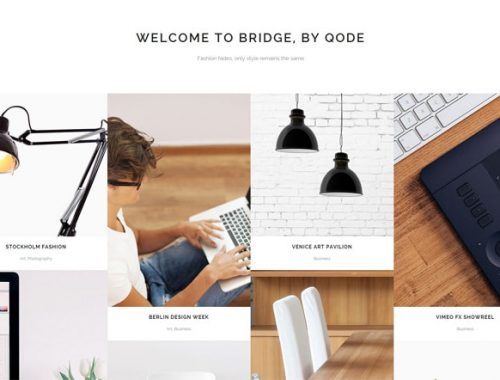 WELCOME TO BRIDGE, BY QODE
Fashion fades, only style remains the same
STOCKHOLM FASHION
Art, Photography
VENICE ART PAVILION
Business
BERLIN DESIGN WEEK
Art, Business
VIMEO FX SHOWREEL
Business